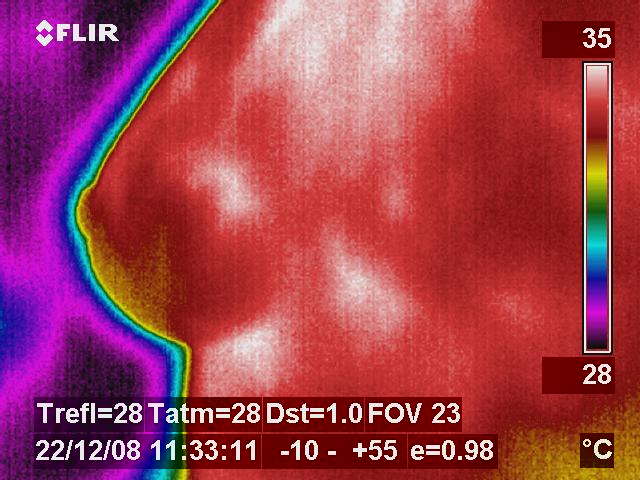 FLIR
35
28
Trefl=28 Tatm=28 Dst=1.0 FOV 23
22/12/08 11:33:11 -10 - +55 e=0.98 °C